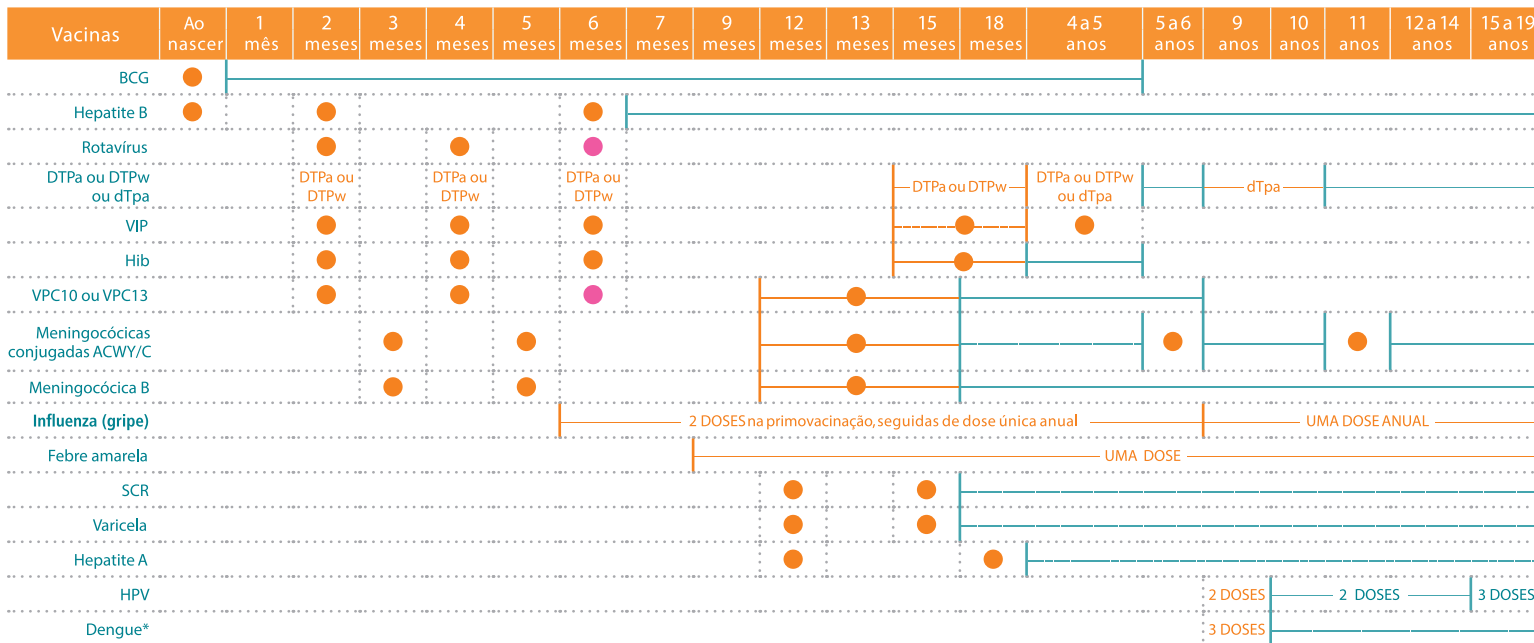 Vacinas
Ao nascer
1 mês
2 meses
3 meses
4 meses
5 meses
6 meses
7 meses
9 meses
12 meses
13 meses
15 meses
18 meses
4 a 5 anos
5 a 6 anos
9 anos
10 anos
11 anos
12 a 14 anos
15 a 19 anos
BCG
Hepatite B
Rotavírus
DTPa ou DTPw
ou dTpa
DTPa ou
DTPw
DTPa ou
DTPw
DTPa ou
DTPw
DTPa ou DTPw
DTPa ou DTPw
ou dTpa
dTpa
VIP
Hib
VPC10 ou VPC13
Meningocócicas
conjugadas ACWY/C
Meningocócica B
Influenza (gripe)
2 DOSES na primovacinação, seguidas de dose única anual
UMA DOSE ANUAL
Febre amarela
UMA DOSE
SCR
Varicela
Hepatite A
HPV
2 DOSES
2 DOSES
3 DOSES
Dengue*
3 DOSES